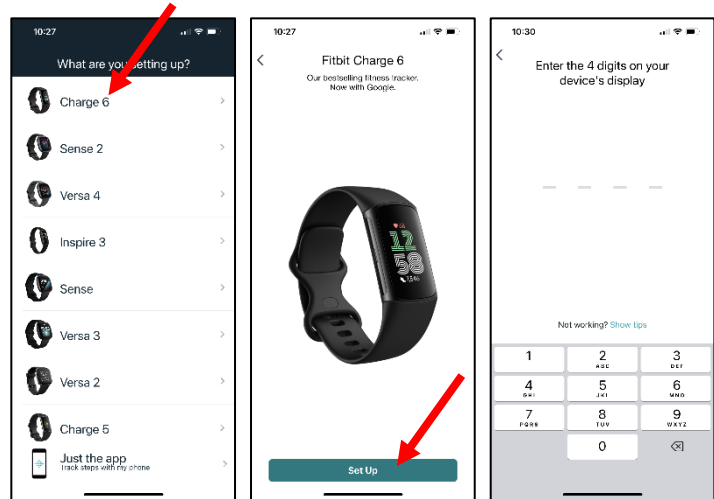 10:27
What are you setting up?
Charge 6
Sense 2
Versa 4
Inspire 3
Sense
Versa 3
Versa 2
Charge 5
Just the app
Track steps with my phone
10:27
Fitbit Charge 6
Our bestselling fitness tracker.
Now with Google.
12
58
Set Up
10:30
Enter the 4 digits on your
device's display
Not working? Show tips
1
2
ABC
3
DEF
4
GHI
5
JKL
6
MNO
7
PQRS
8
TUV
9
WXYZ
0